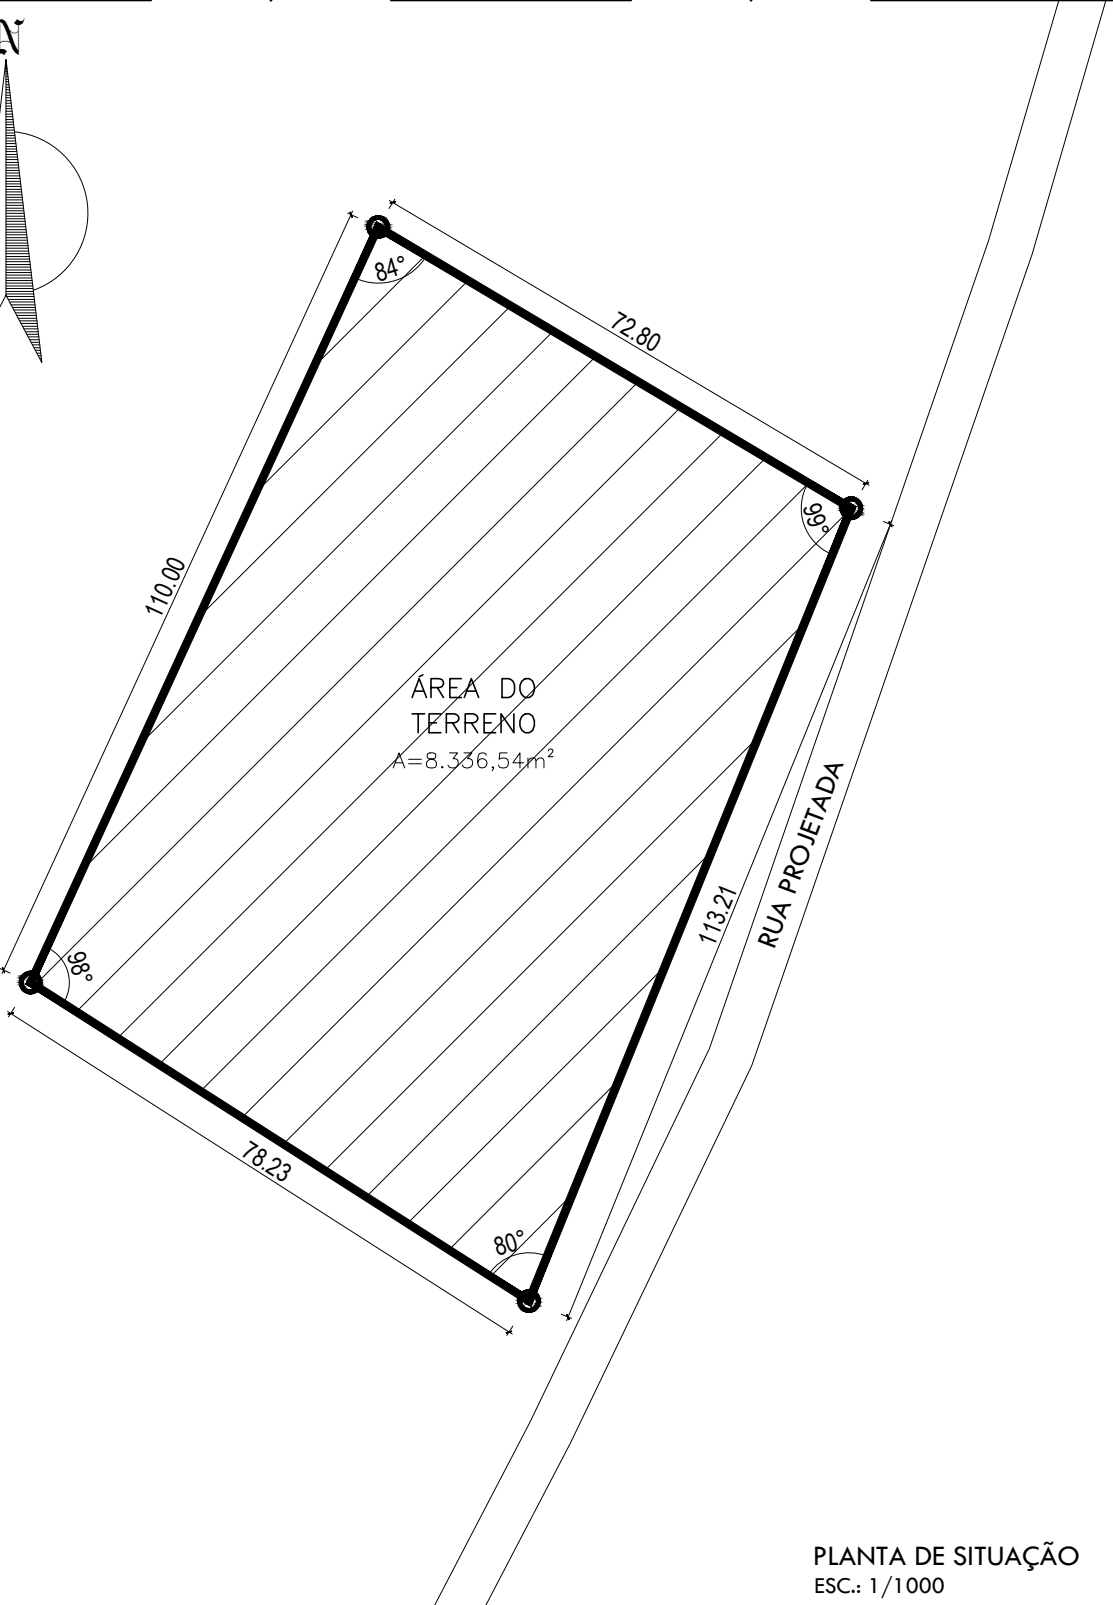 N
84°
72.80
99°
110.00
ÁREA DO
TERRENO
A=8.336,54m²
RUA PROJETADA
113.21
98°
78.23
80°
PLANTA DE SITUAÇÃO
ESC.: 1/1000